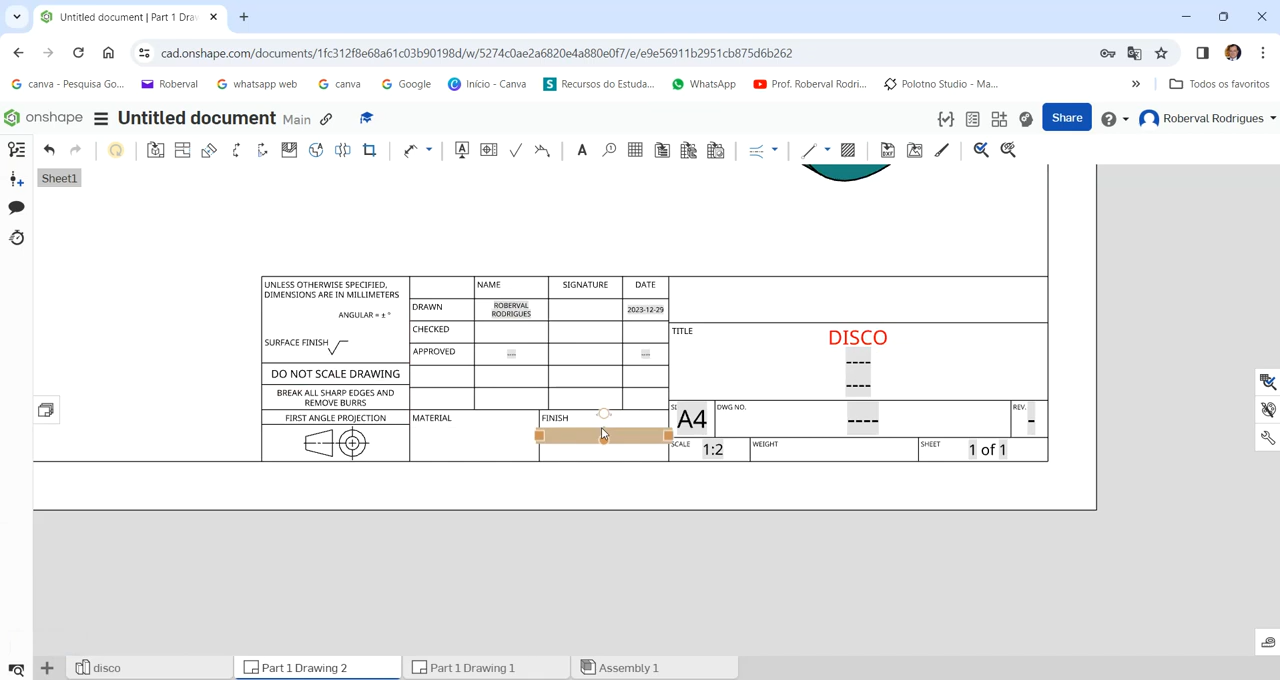 Untitled document | Part 1 Dra
cad.onshape.com/documents/1fc312f8e68a61c03b90198d/w/5274c0ae2a6820e4a880e0f7/e/e9e56911b2951cb875d6b262
canva - Pesquisa Go...
Roberval
whatsapp web
canva
Google
Início - Canva
Recursos do Estuda...
WhatsApp
Prof. Roberval Rodri...
Polotno Studio - Ma...
»
Todos os favoritos
onshape
Untitled document
Main
Share
Roberval Rodrigues
Sheet1
UNLESS OTHERWISE SPECIFIED,
DIMENSIONS ARE IN MILLIMETERS
ANGULAR = ± °
SURFACE FINISH
DO NOT SCALE DRAWING
BREAK ALL SHARP EDGES AND
REMOVE BURRS
FIRST ANGLE PROJECTION
NAME
SIGNATURE
DATE
DRAWN
ROBERVAL
RODRIGUES
2023-12-29
CHECKED
APPROVED
----
----
MATERIAL
FINISH
TITLE
DISCO
----
----
A4
DWG NO.
----
REV.
-
SCALE
1:2
WEIGHT
SHEET
1 of 1
disco
Part 1 Drawing 2
Part 1 Drawing 1
Assembly 1